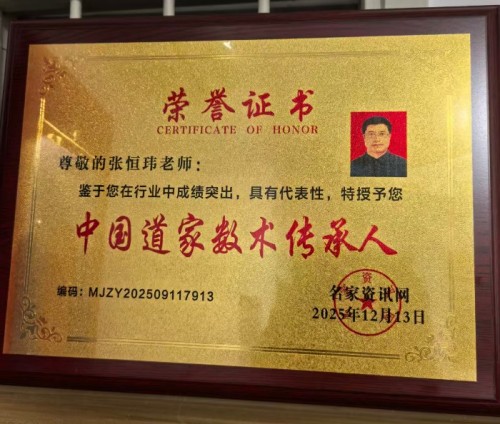 荣誉证书
CERTIFICATE OF HONOR
尊敬的张恒玮老师：
鉴于您在行业中成绩突出，具有代表性，特授予您
中国道家数术传承人
编码：MJZY202509117913
名家资讯网
2025年12月13日